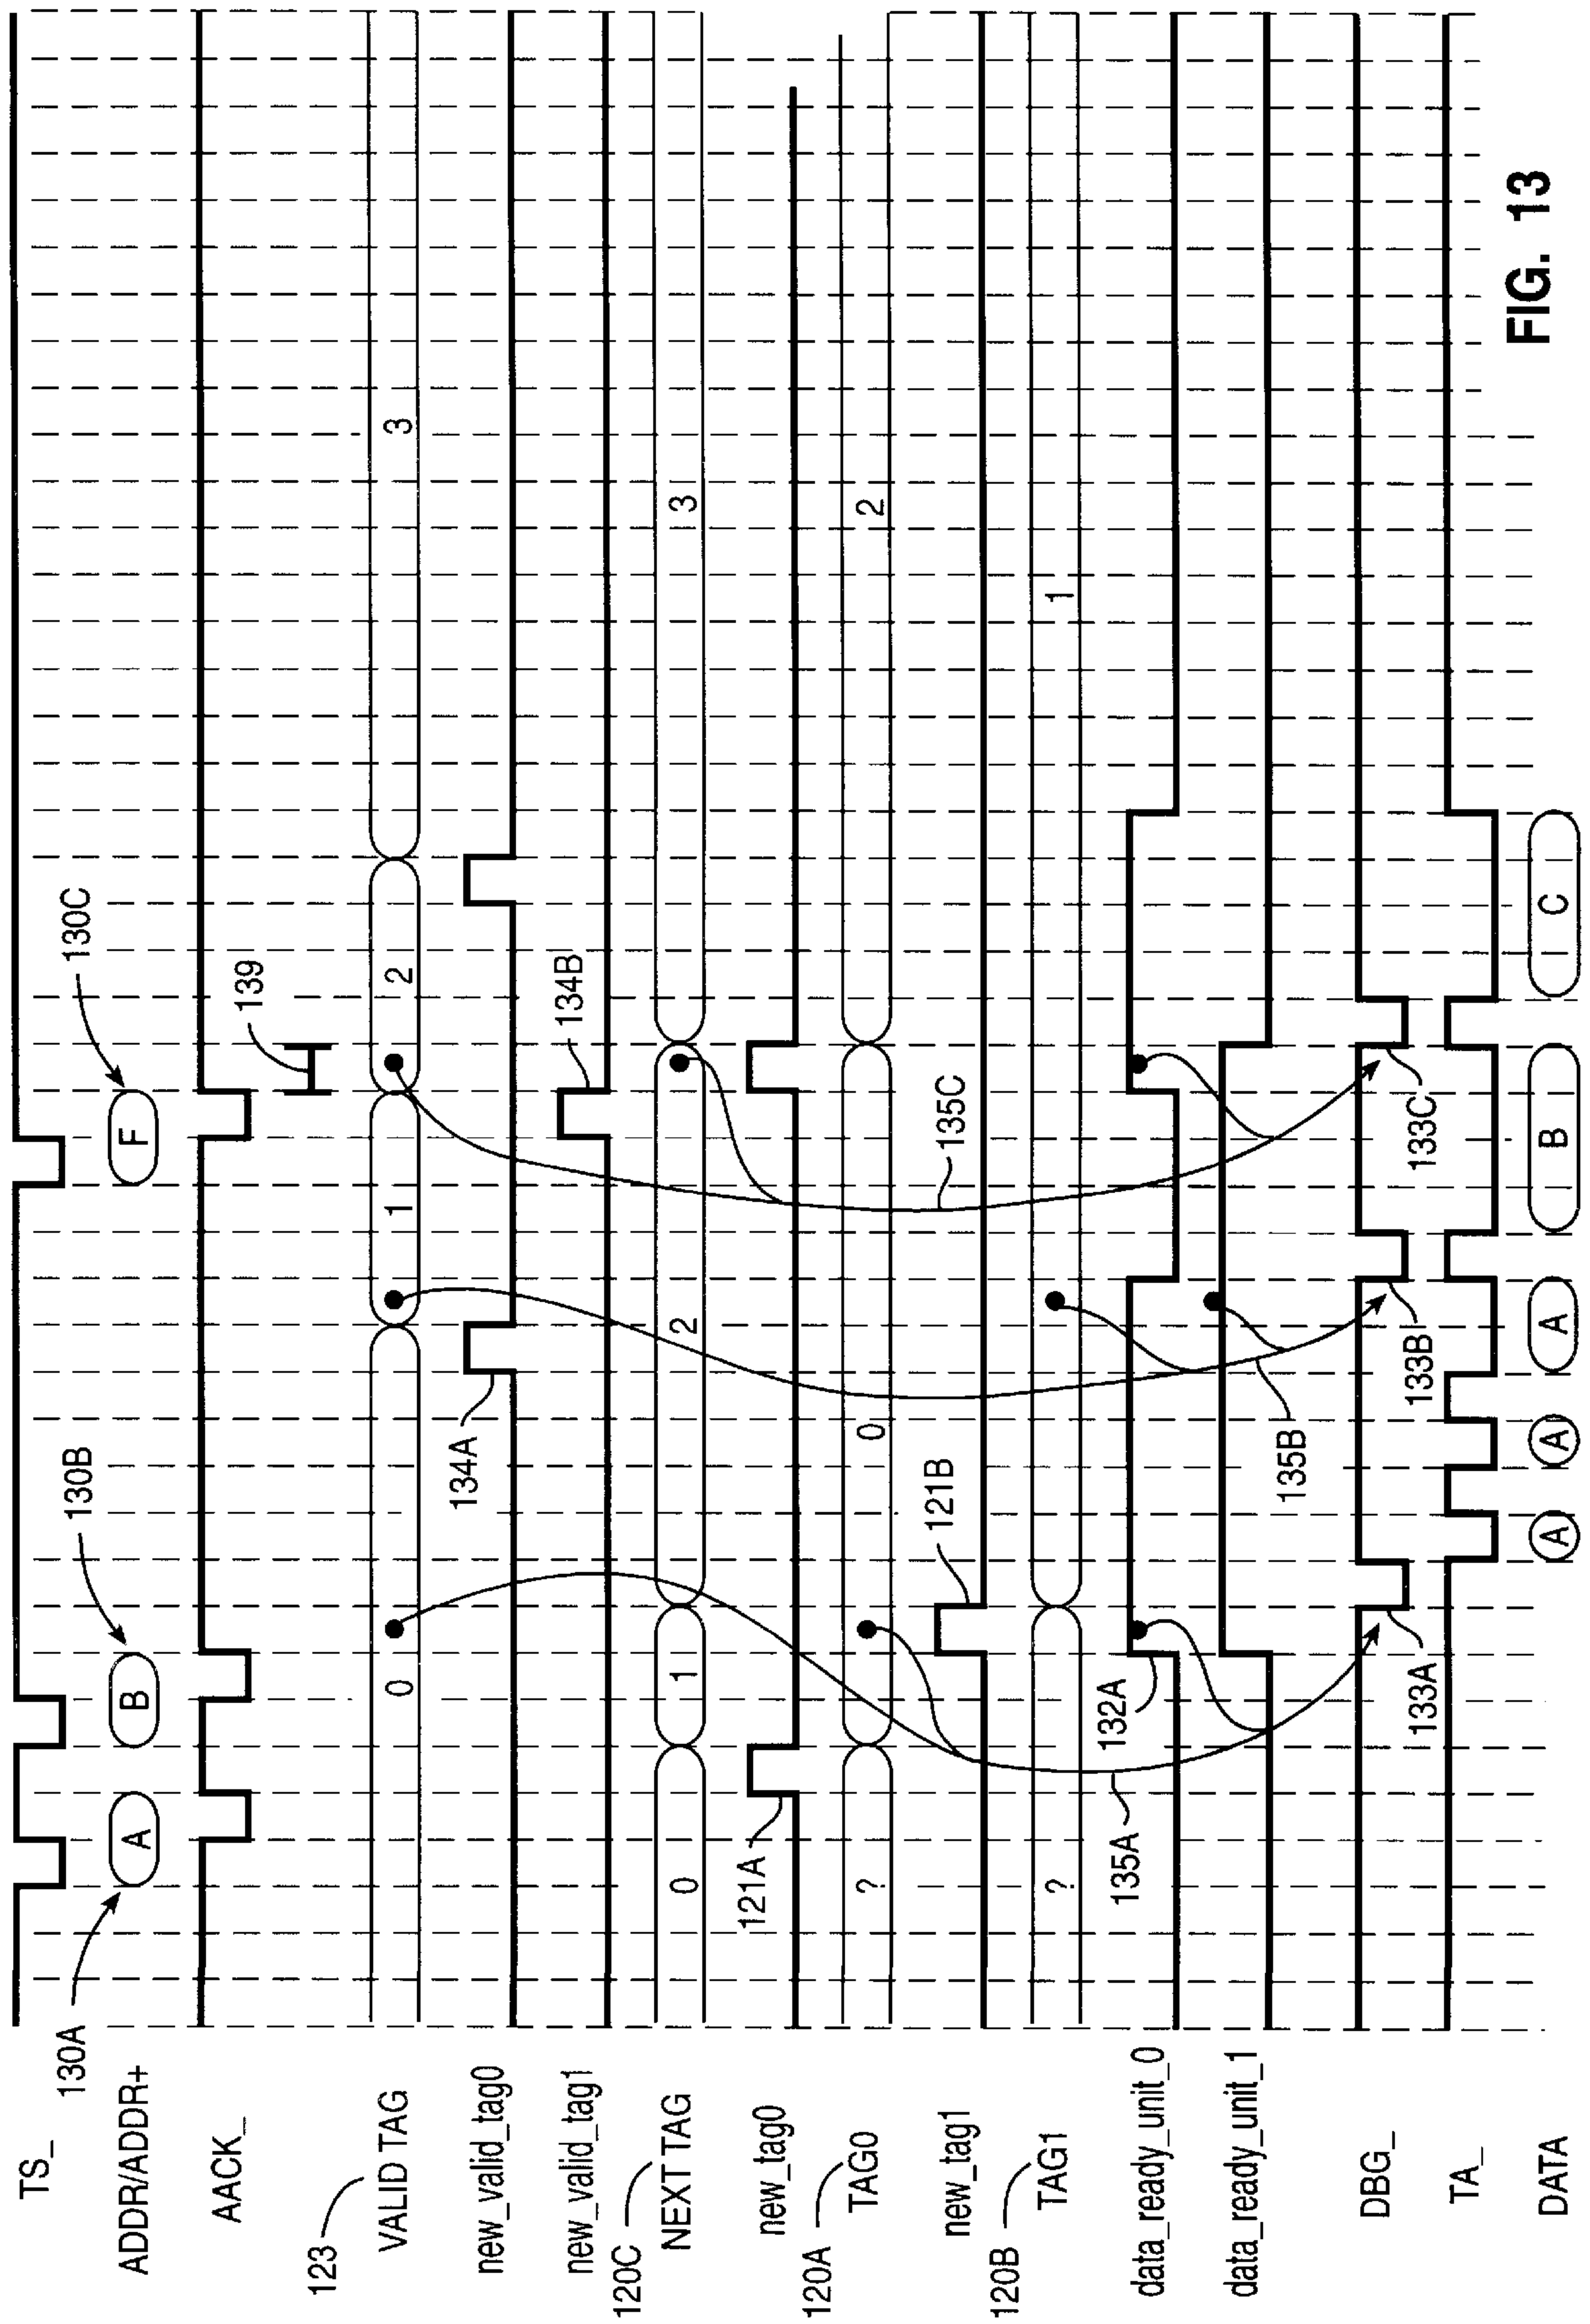 TS_
130A
130B
130C
ADDR/ADDR+
A
B
F
AACK_
139
123
VALID TAG
0
1
2
3
new_valid_tag0
134A
new_valid_tag1
134B
120C
NEXT TAG
0
1
2
3
new_tag0
121A
120A
TAG0
?
0
2
new_tag1
121B
135C
120B
TAG1
?
1
data_ready_unit_0
135A
132A
data_ready_unit_1
135B
DBG_
133A
133B
133C
TA_
DATA
A
A
A
B
C
FIG. 13